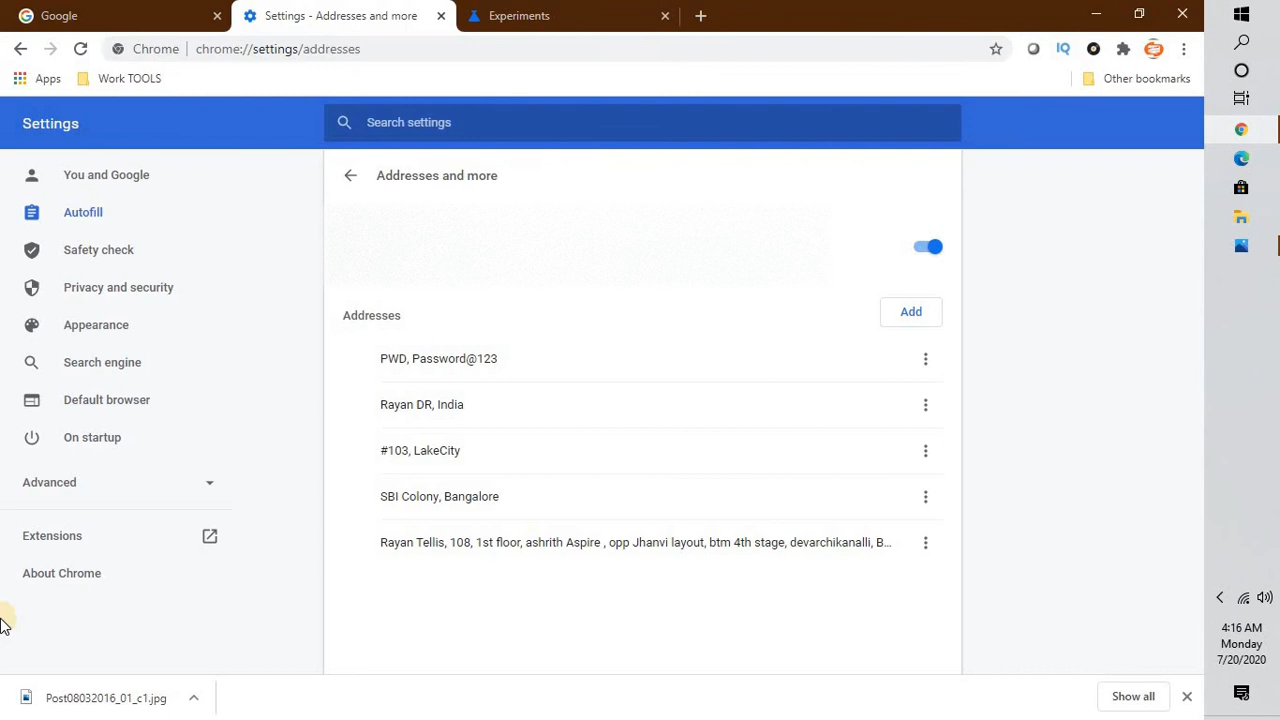 Google
Settings - Addresses and more
Experiments
Chrome
chrome://settings/addresses
IQ
Apps
Work TOOLS
Other bookmarks
Settings
Search settings
You and Google
Autofill
Safety check
Privacy and security
Appearance
Search engine
Default browser
On startup
Advanced
Extensions
About Chrome
Addresses and more
Addresses
Add
PWD, Password@123
Rayan DR, India
#103, LakeCity
SBI Colony, Bangalore
Rayan Tellis, 108, 1st floor, ashrith Aspire , opp Jhanvi layout, btm 4th stage, devarchikanalli, B...
Post08032016_01_c1.jpg
Show all
4:16 AM
Monday
7/20/2020